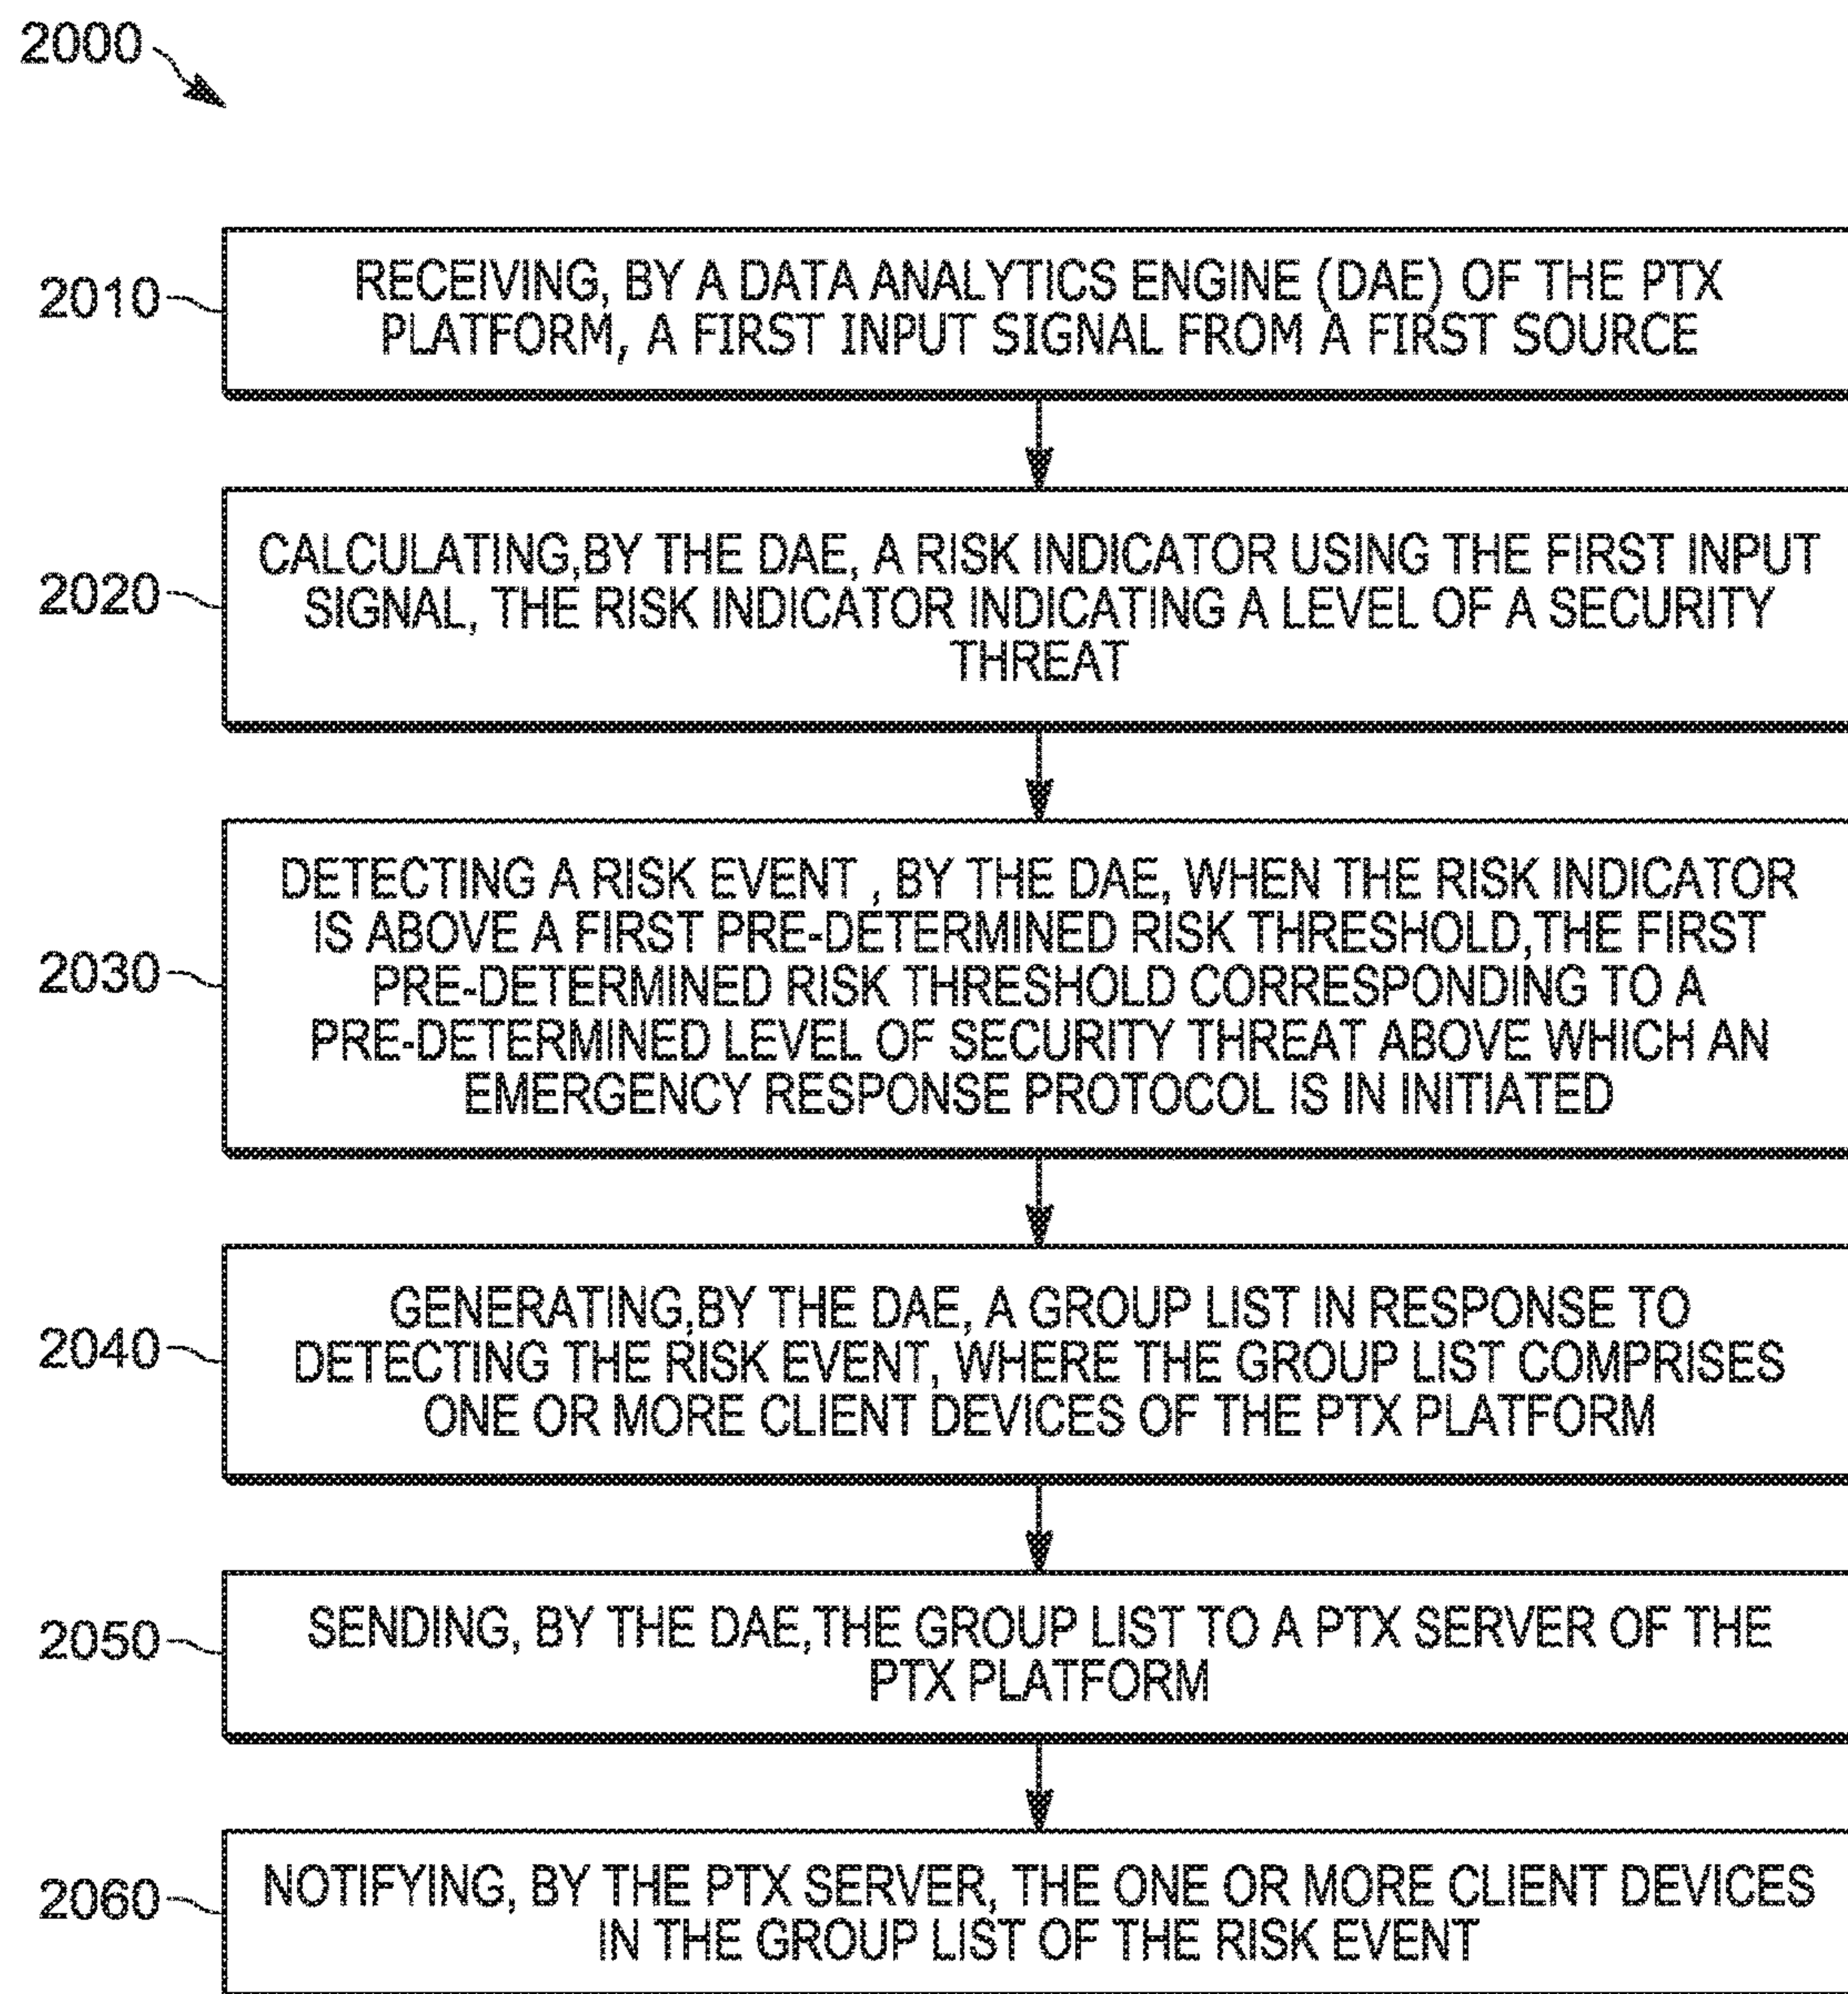 2000
2010
RECEIVING, BY A DATA ANALYTICS ENGINE (DAE) OF THE PTX
PLATFORM, A FIRST INPUT SIGNAL FROM A FIRST SOURCE
2020
CALCULATING,BY THE DAE, A RISK INDICATOR USING THE FIRST INPUT
SIGNAL, THE RISK INDICATOR INDICATING A LEVEL OF A SECURITY
THREAT
2030
DETECTING A RISK EVENT , BY THE DAE, WHEN THE RISK INDICATOR
IS ABOVE A FIRST PRE-DETERMINED RISK THRESHOLD,THE FIRST
PRE-DETERMINED RISK THRESHOLD CORRESPONDING TO A
PRE-DETERMINED LEVEL OF SECURITY THREAT ABOVE WHICH AN
EMERGENCY RESPONSE PROTOCOL IS IN INITIATED
2040
GENERATING,BY THE DAE, A GROUP LIST IN RESPONSE TO
DETECTING THE RISK EVENT, WHERE THE GROUP LIST COMPRISES
ONE OR MORE CLIENT DEVICES OF THE PTX PLATFORM
2050
SENDING, BY THE DAE,THE GROUP LIST TO A PTX SERVER OF THE
PTX PLATFORM
2060
NOTIFYING, BY THE PTX SERVER, THE ONE OR MORE CLIENT DEVICES
IN THE GROUP LIST OF THE RISK EVENT